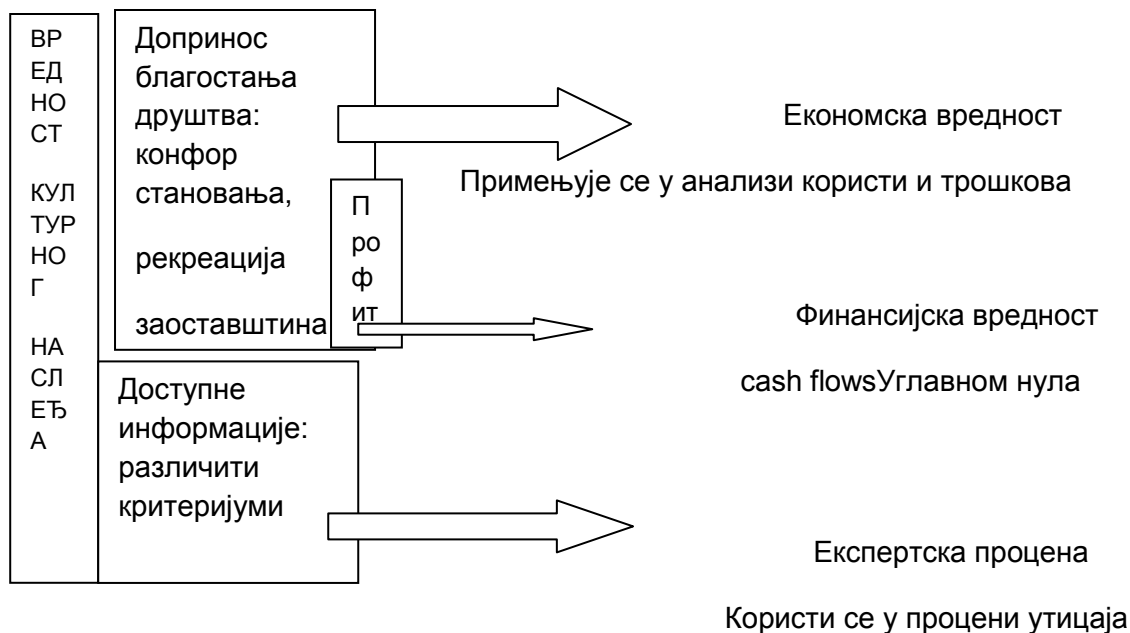 ВР
ЕД
НО
СТ
КУЛ
ТУР
НО
Г
НА
СЛ
ЕЂ
А
Допринос
благостања
друштва:
конфор
становања,
рекреација
заоставштина
П
ро
ф
ит
Економска вредност
Примењује се у анализи користи и трошкова
Финансијска вредност
cash flowsУглавном нула
Доступне
информације:
различити
критеријуми
Експертска процена
Користи се у процени утицаја